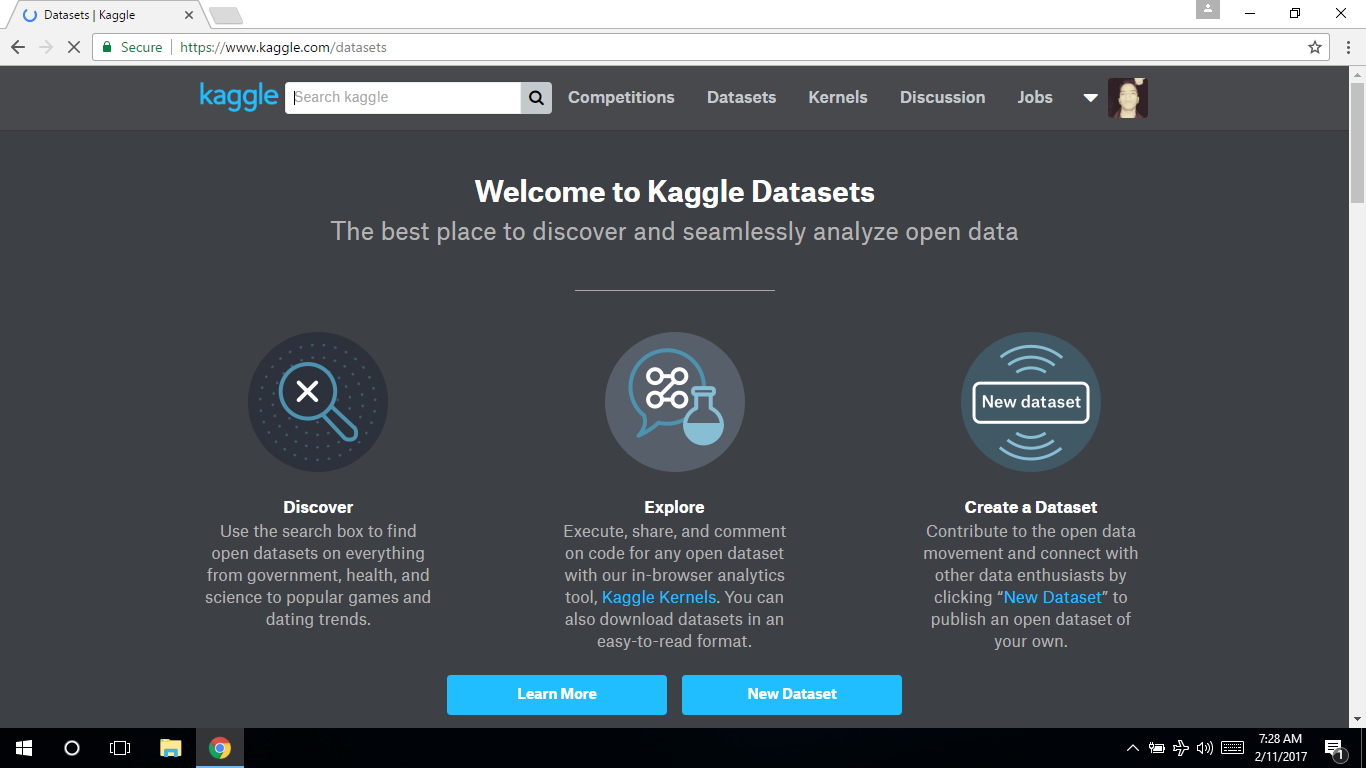 Datasets | Kaggle
Secure
https://www.kaggle.com/datasets
kaggle
Search kaggle
Competitions
Datasets
Kernels
Discussion
Jobs
Welcome to Kaggle Datasets
The best place to discover and seamlessly analyze open data
New dataset
Discover
Use the search box to find
open datasets on everything
from government, health, and
science to popular games and
dating trends.
Explore
Execute, share, and comment
on code for any open dataset
with our in-browser analytics
tool, Kaggle Kernels. You can
also download datasets in an
easy-to-read format.
Create a Dataset
Contribute to the open data
movement and connect with
other data enthusiasts by
clicking “New Dataset” to
publish an open dataset of
your own.
Learn More
New Dataset
7:28 AM
2/11/2017
1